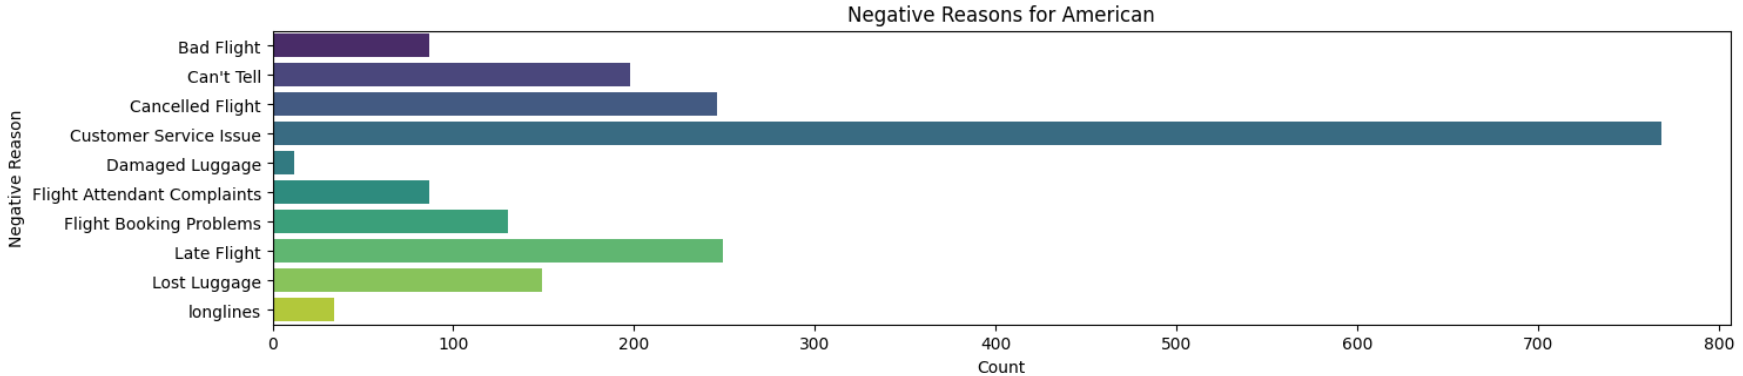 Negative Reasons for American
Negative Reason
Bad Flight
Can't Tell
Cancelled Flight
Customer Service Issue
Damaged Luggage
Flight Attendant Complaints
Flight Booking Problems
Late Flight
Lost Luggage
longlines
0 100 200 300 400 500 600 700 800
Count